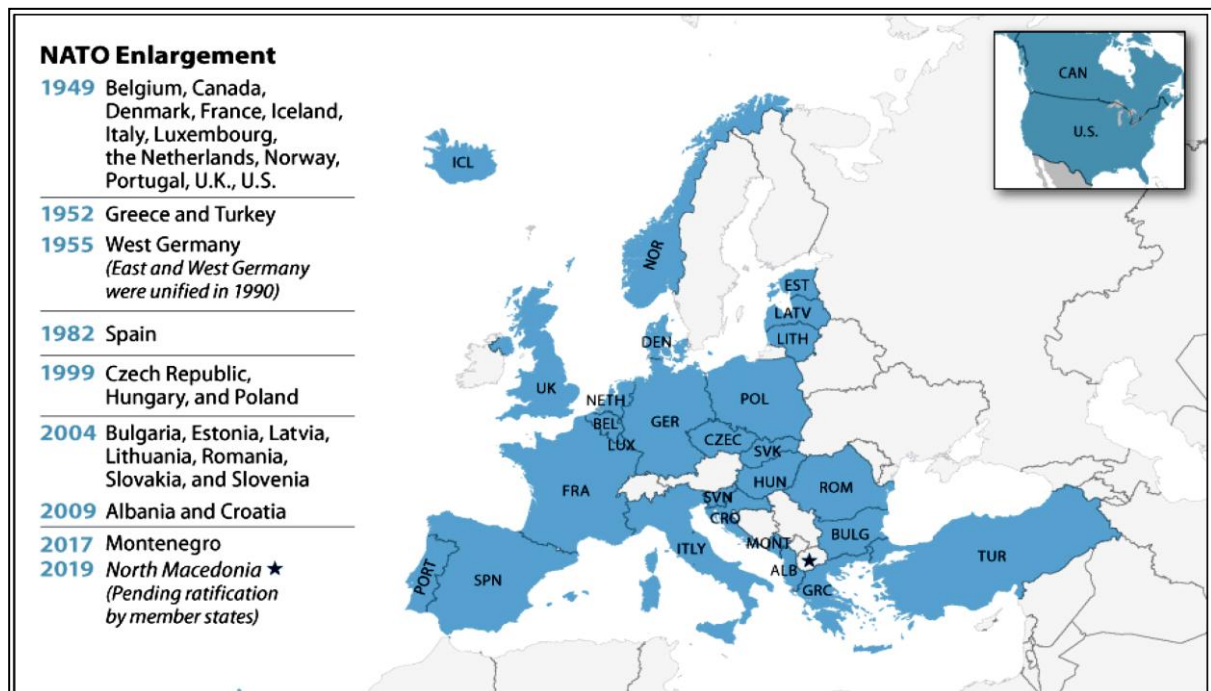 NATO Enlargement
1949 Belgium, Canada,
Denmark, France, Iceland,
Italy, Luxembourg,
the Netherlands, Norway,
Portugal, U.K., U.S.
1952 Greece and Turkey
1955 West Germany
(East and West Germany
were unified in 1990)
1982 Spain
1999 Czech Republic,
Hungary, and Poland
2004 Bulgaria, Estonia, Latvia,
Lithuania, Romania,
Slovakia, and Slovenia
2009 Albania and Croatia
2017 Montenegro
2019 North Macedonia ★
(Pending ratification
by member states)
CAN
U.S.
ICL
NOR
EST
LATV
LITH
DEN
UK
NETH
BEL
LUX
GER
POL
CZEC
SVK
FRA
HUN
ROM
SVN
CRO
ITLY
MONT
BULG
ALB
GRC
TUR
PORT
SPN